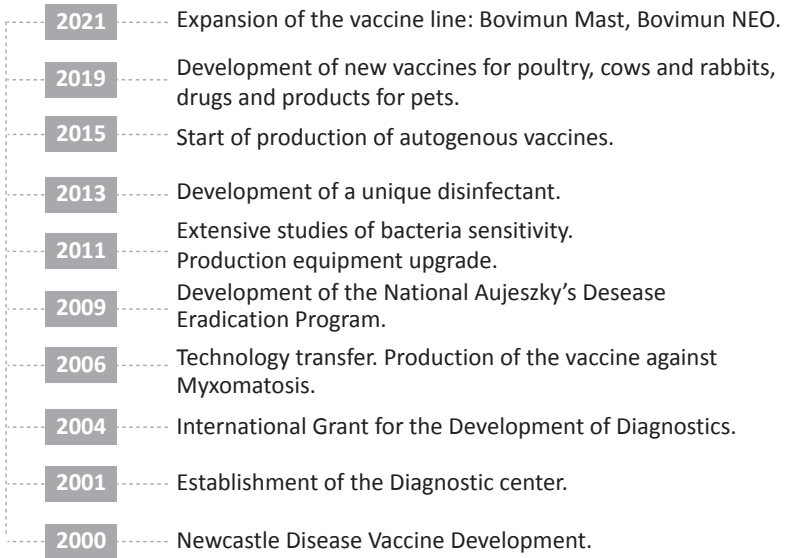 2021 Expansion of the vaccine line: Bovimun Mast, Bovimun NEO.
2019 Development of new vaccines for poultry, cows and rabbits,
drugs and products for pets.
2015 Start of production of autogenous vaccines.
2013 Development of a unique disinfectant.
2011 Extensive studies of bacteria sensitivity.
Production equipment upgrade.
2009 Development of the National Aujeszky's Desease
Eradication Program.
2006 Technology transfer. Production of the vaccine against
Myxomatosis.
2004 International Grant for the Development of Diagnostics.
2001 Establishment of the Diagnostic center.
2000 Newcastle Disease Vaccine Development.